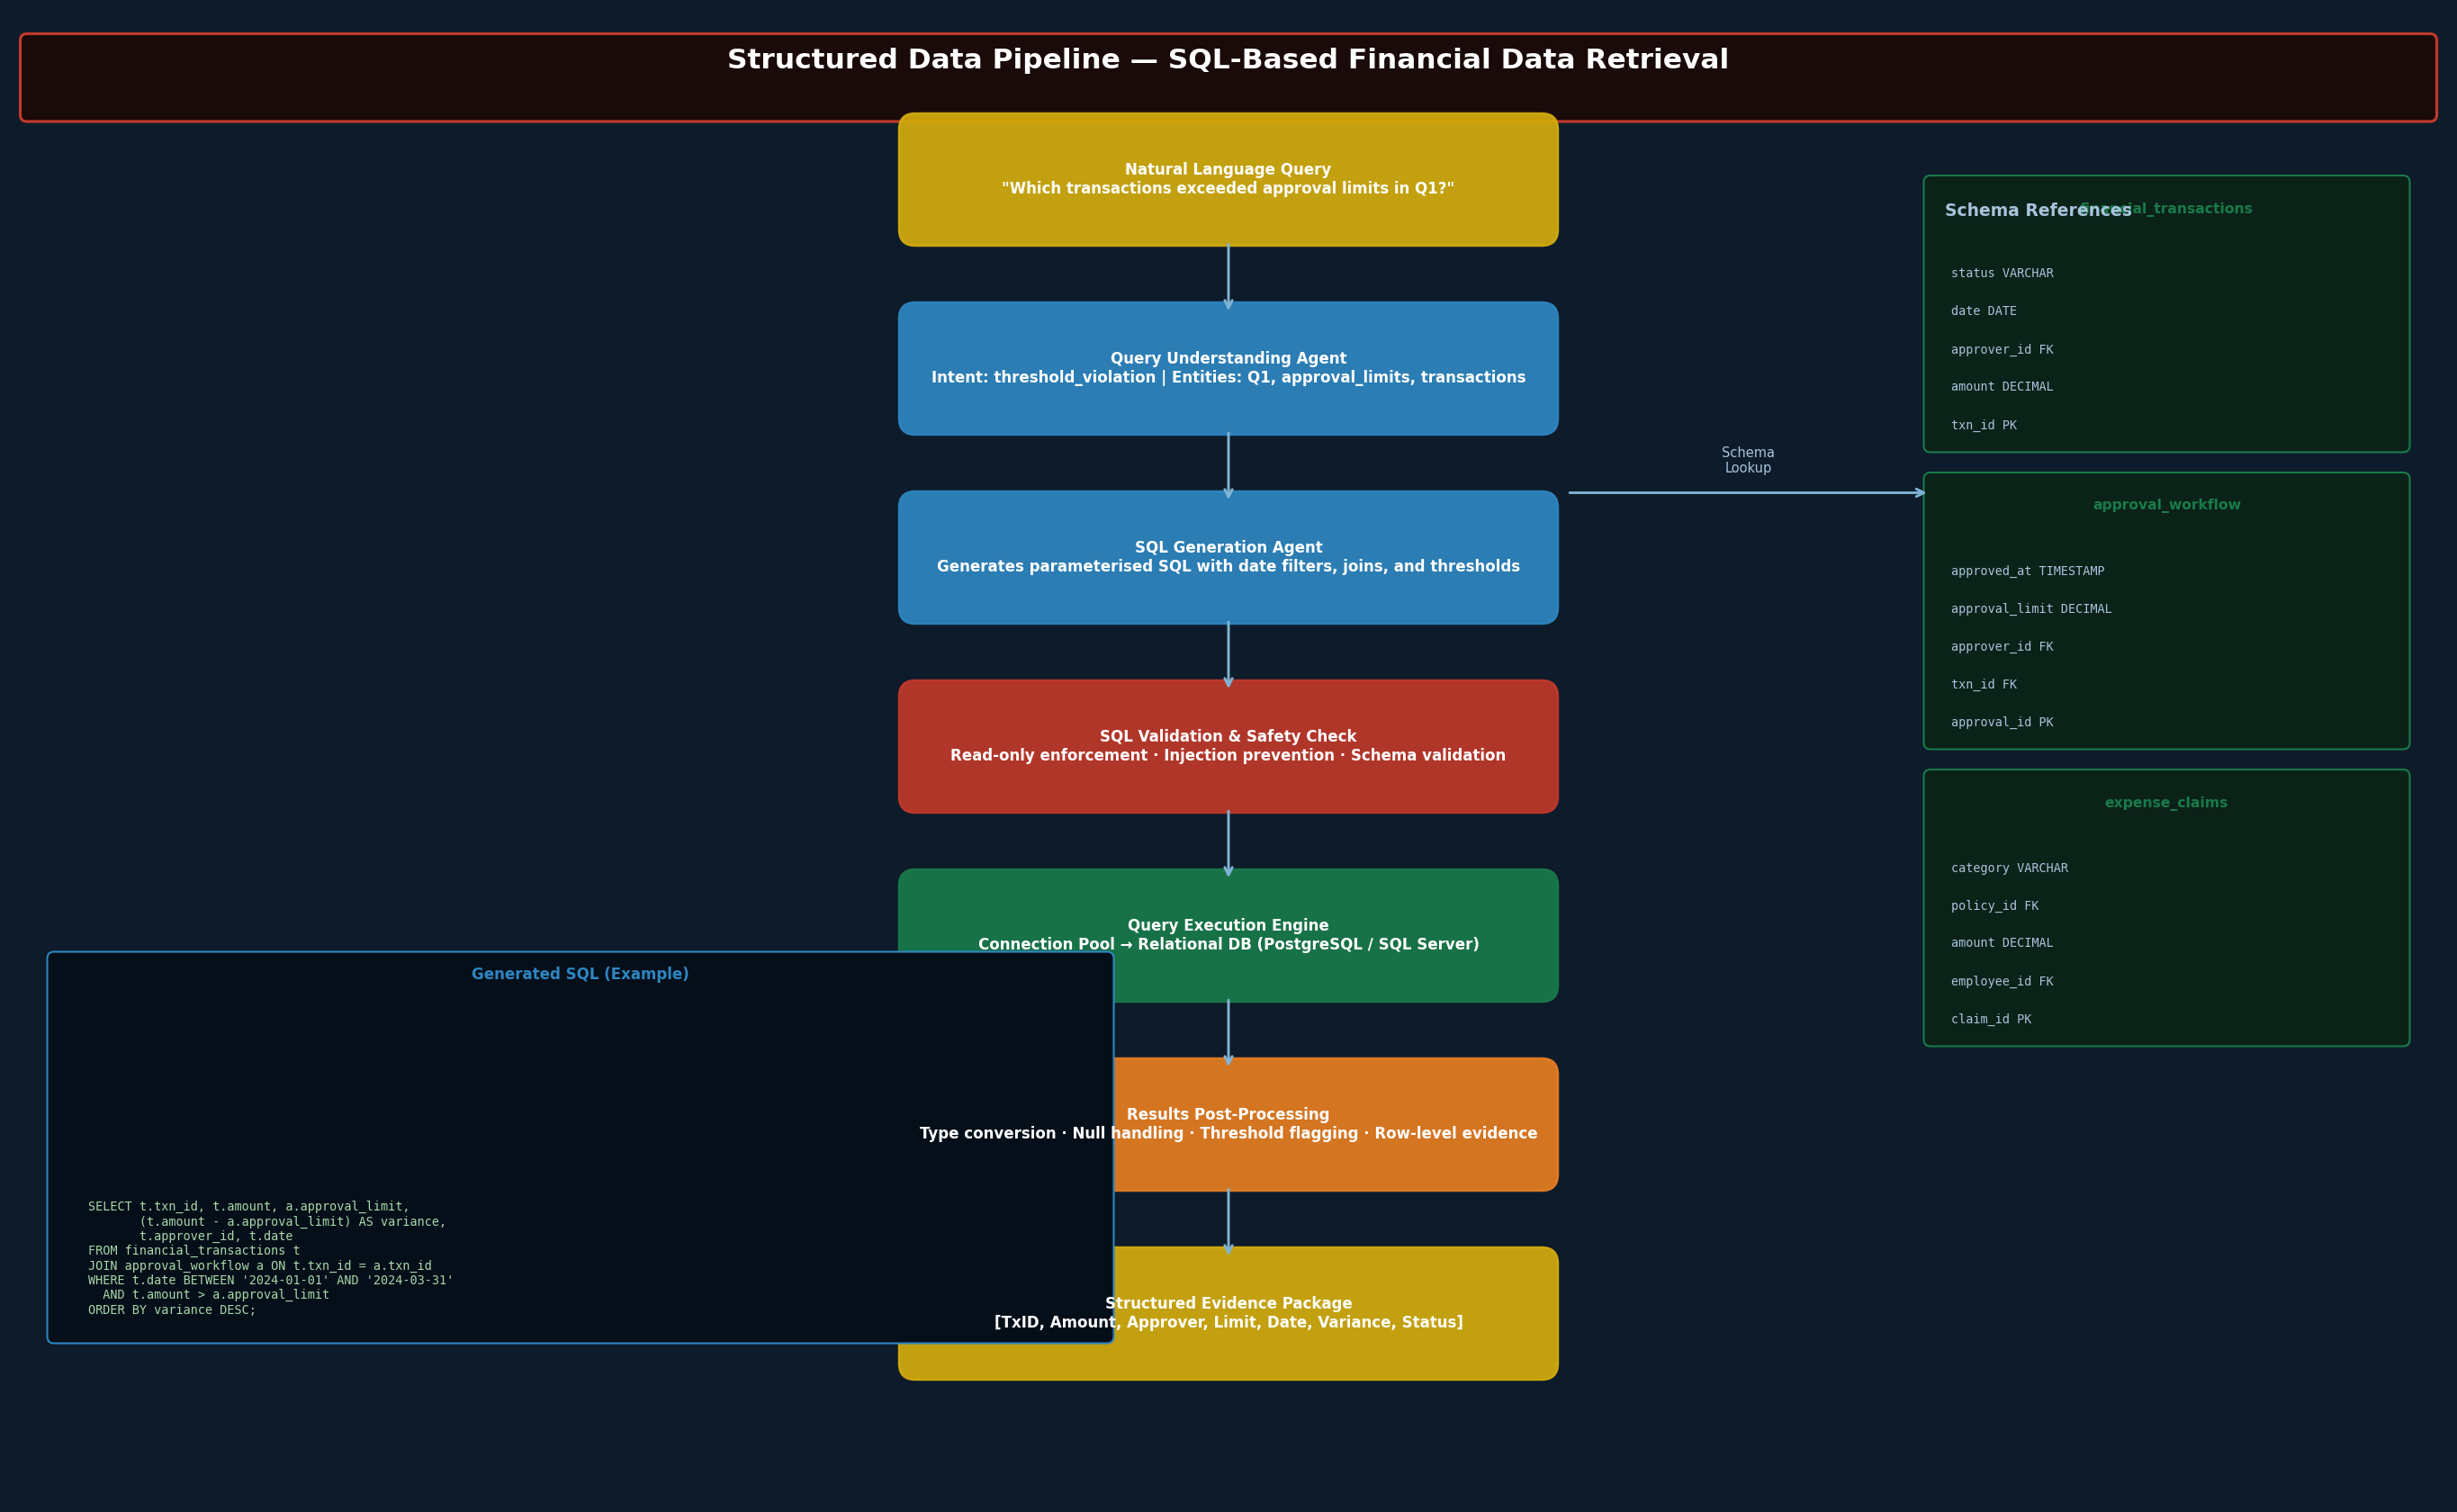 Structured Data Pipeline — SQL-Based Financial Data Retrieval
Natural Language Query
"Which transactions exceeded approval limits in Q1?"
Query Understanding Agent
Intent: threshold_violation | Entities: Q1, approval_limits, transactions
SQL Generation Agent
Generates parameterised SQL with date filters, joins, and thresholds
SQL Validation & Safety Check
Read-only enforcement · Injection prevention · Schema validation
Query Execution Engine
Connection Pool → Relational DB (PostgreSQL / SQL Server)
Results Post-Processing
Type conversion · Null handling · Threshold flagging · Row-level evidence
Structured Evidence Package
[TxID, Amount, Approver, Limit, Date, Variance, Status]
Schema
Lookup
Schema References
financial_transactions
status VARCHAR
date DATE
approver_id FK
amount DECIMAL
txn_id PK
approval_workflow
approved_at TIMESTAMP
approval_limit DECIMAL
approver_id FK
txn_id FK
approval_id PK
expense_claims
category VARCHAR
policy_id FK
amount DECIMAL
employee_id FK
claim_id PK
Generated SQL (Example)
SELECT t.txn_id, t.amount, a.approval_limit,
(t.amount - a.approval_limit) AS variance,
t.approver_id, t.date
FROM financial_transactions t
JOIN approval_workflow a ON t.txn_id = a.txn_id
WHERE t.date BETWEEN '2024-01-01' AND '2024-03-31'
AND t.amount > a.approval_limit
ORDER BY variance DESC;